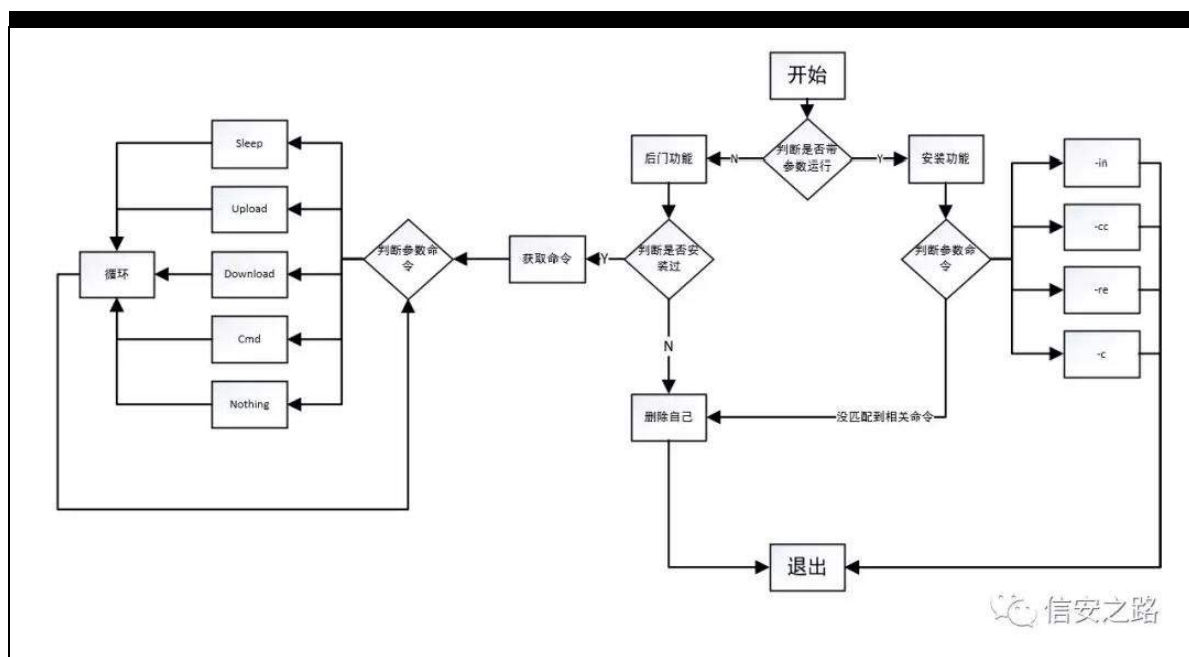 开始
判断是否带
参数运行
N
Y
后门功能
安装功能
-in
-cc
-re
-c
判断是否安
装过
Y
N
获取命令
判断参数命
令
判断参数命
令
Sleep
Upload
Download
Cmd
Nothing
循环
删除自己
没匹配到相关命令
退出
信安之路